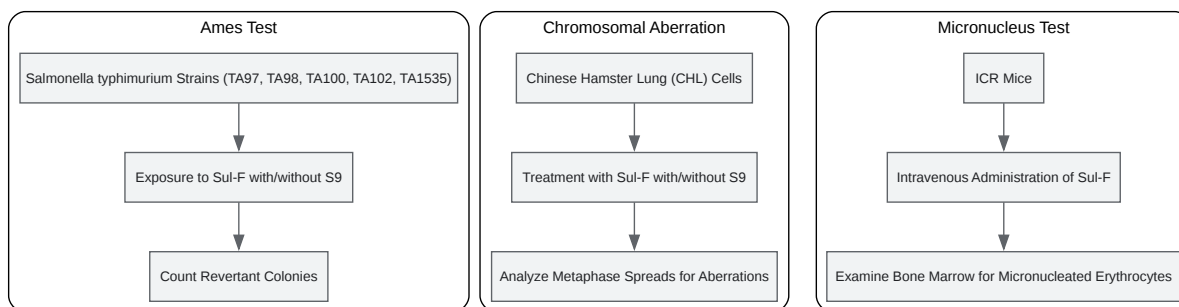 Ames Test
Salmonella typhimurium Strains (TA97, TA98, TA100, TA102, TA1535)
Exposure to Sul-F with/without S9
Count Revertant Colonies
Chromosomal Aberration
Chinese Hamster Lung (CHL) Cells
Treatment with Sul-F with/without S9
Analyze Metaphase Spreads for Aberrations
Micronucleus Test
ICR Mice
Intravenous Administration of Sul-F
Examine Bone Marrow for Micronucleated Erythrocytes